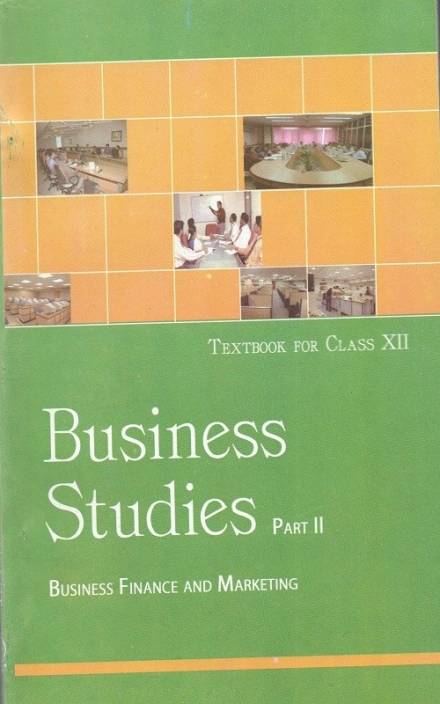 Textbook for Class XII
Business
Studies Part II
Business Finance and Marketing